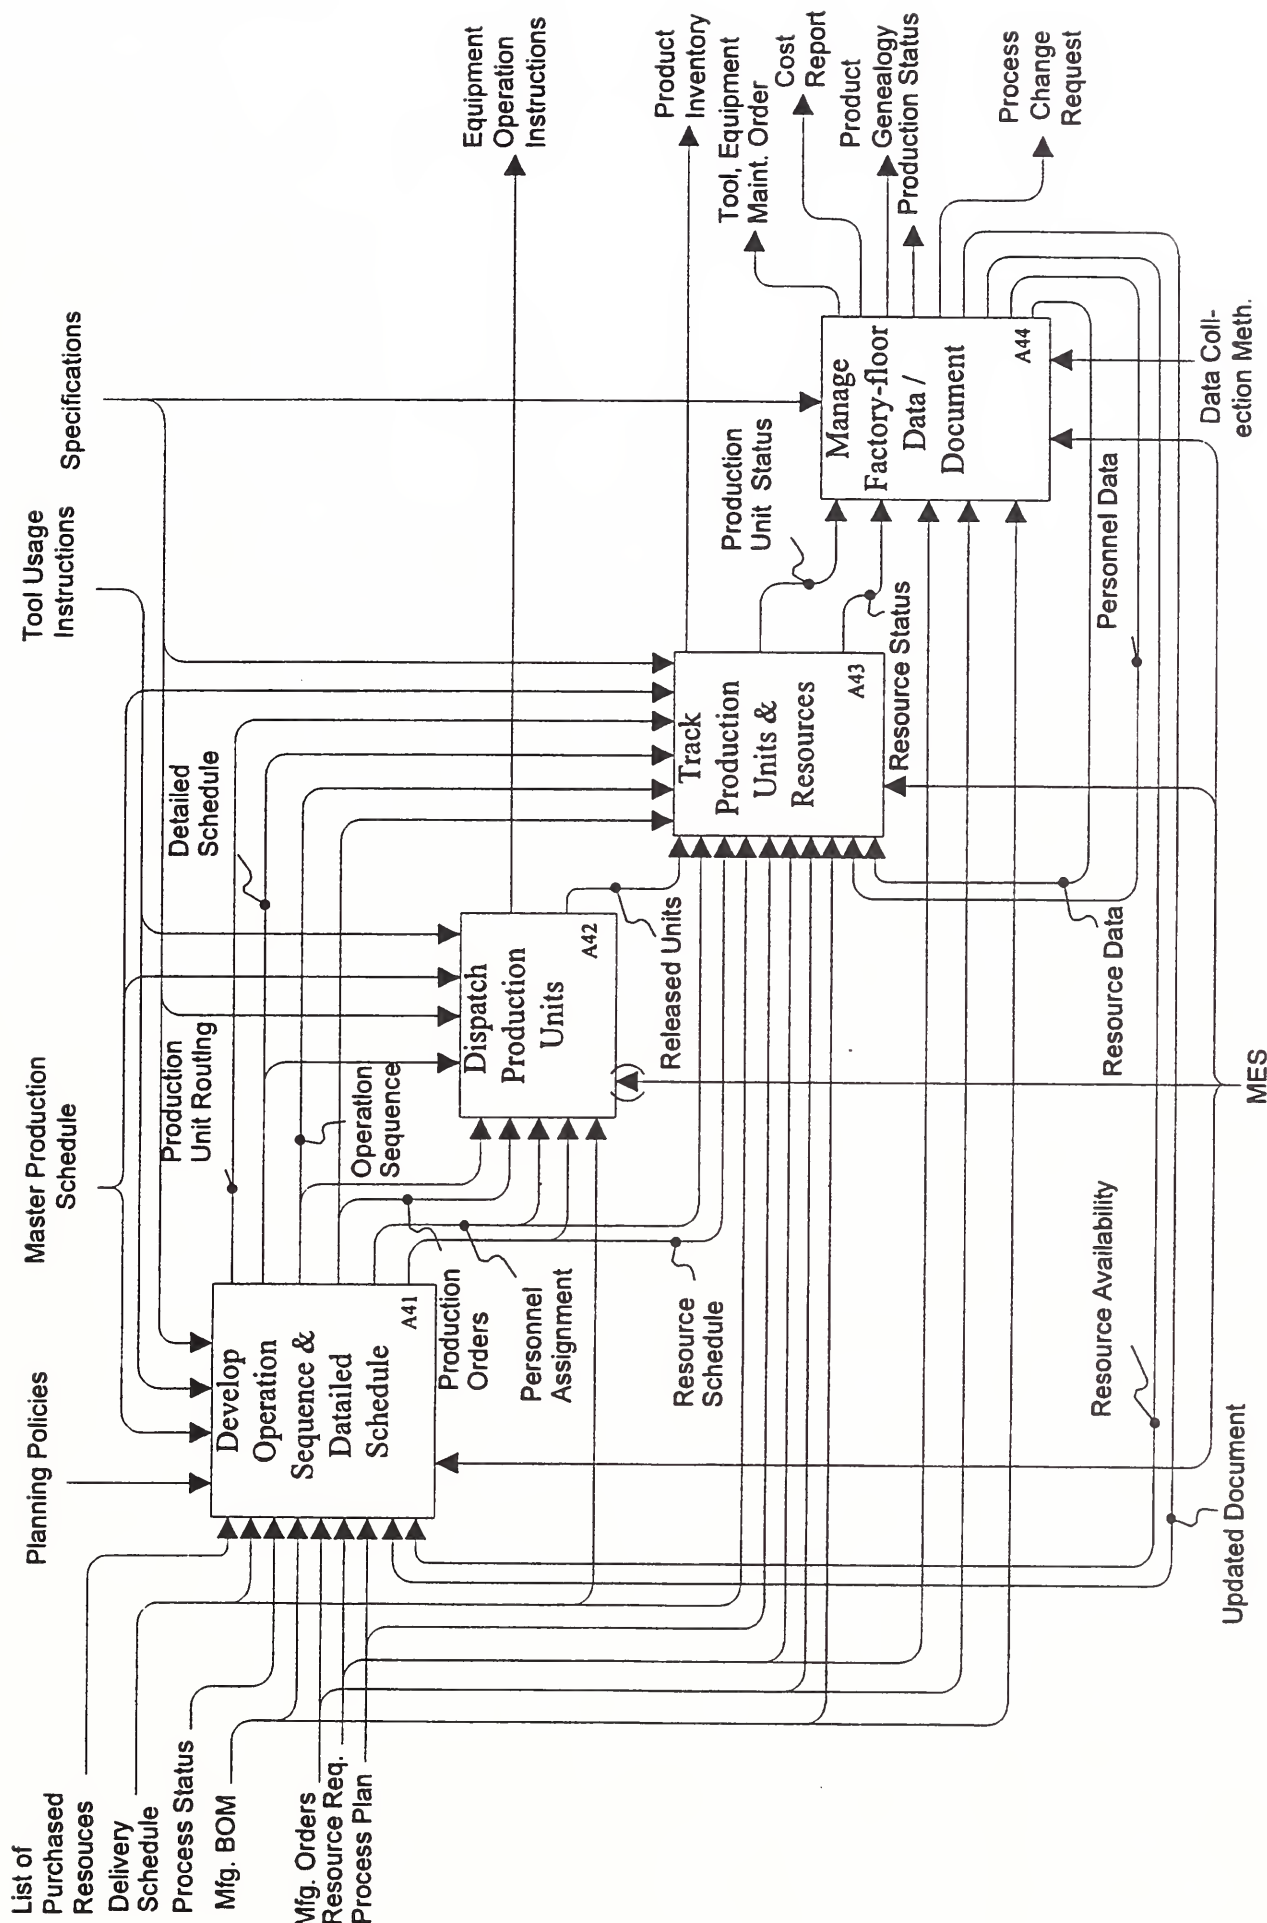 Planning Policies
Master Production
Schedule
Tool Usage
Instructions
Specifications
List of
Purchased
Resouces
Delivery
Schedule
Process Status
Mfg. BOM
Mfg. Orders
Resource Req.
Process Plan
Develop
Operation
Sequence &
Datailed
Schedule
A41
Production
Unit Routing
Detailed
Schedule
Operation
Sequence
Production
Orders
Personnel
Assignment
Resource
Schedule
Dispatch
Production
Units
A42
Released Units
Track
Production
Units &
Resources
A43
Production
Unit Status
Resource Status
Manage
Factory-floor
Data /
Document
A44
Equipment
Operation
Instructions
Product
Inventory
Tool, Equipment
Maint. Order
Cost
Report
Product
Genealogy
Production Status
Process
Change
Request
Personnel Data
Resource Data
Resource Availability
Updated Document
MES
Data Coll-
ection Meth.